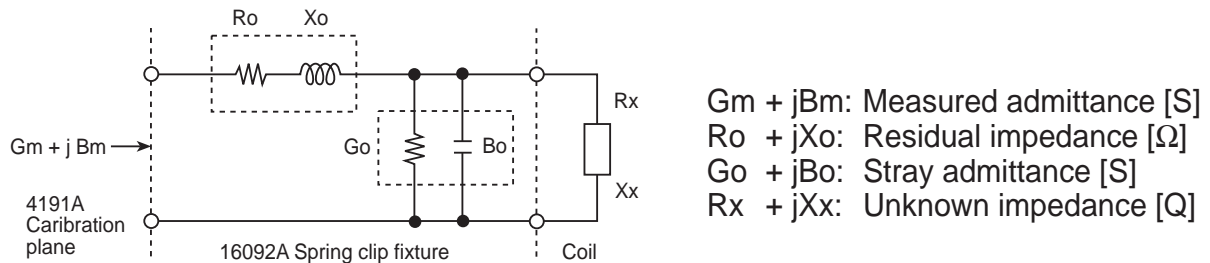 Ro Xo
Gm + j Bm
Go
Bo
Rx
Xx
4191A
Caribration
plane
16092A Spring clip fixture
Coil
Gm + jBm: Measured admittance [S]
Ro + jXo: Residual impedance [Ω]
Go + jBo: Stray admittance [S]
Rx + jXx: Unknown impedance [Q]